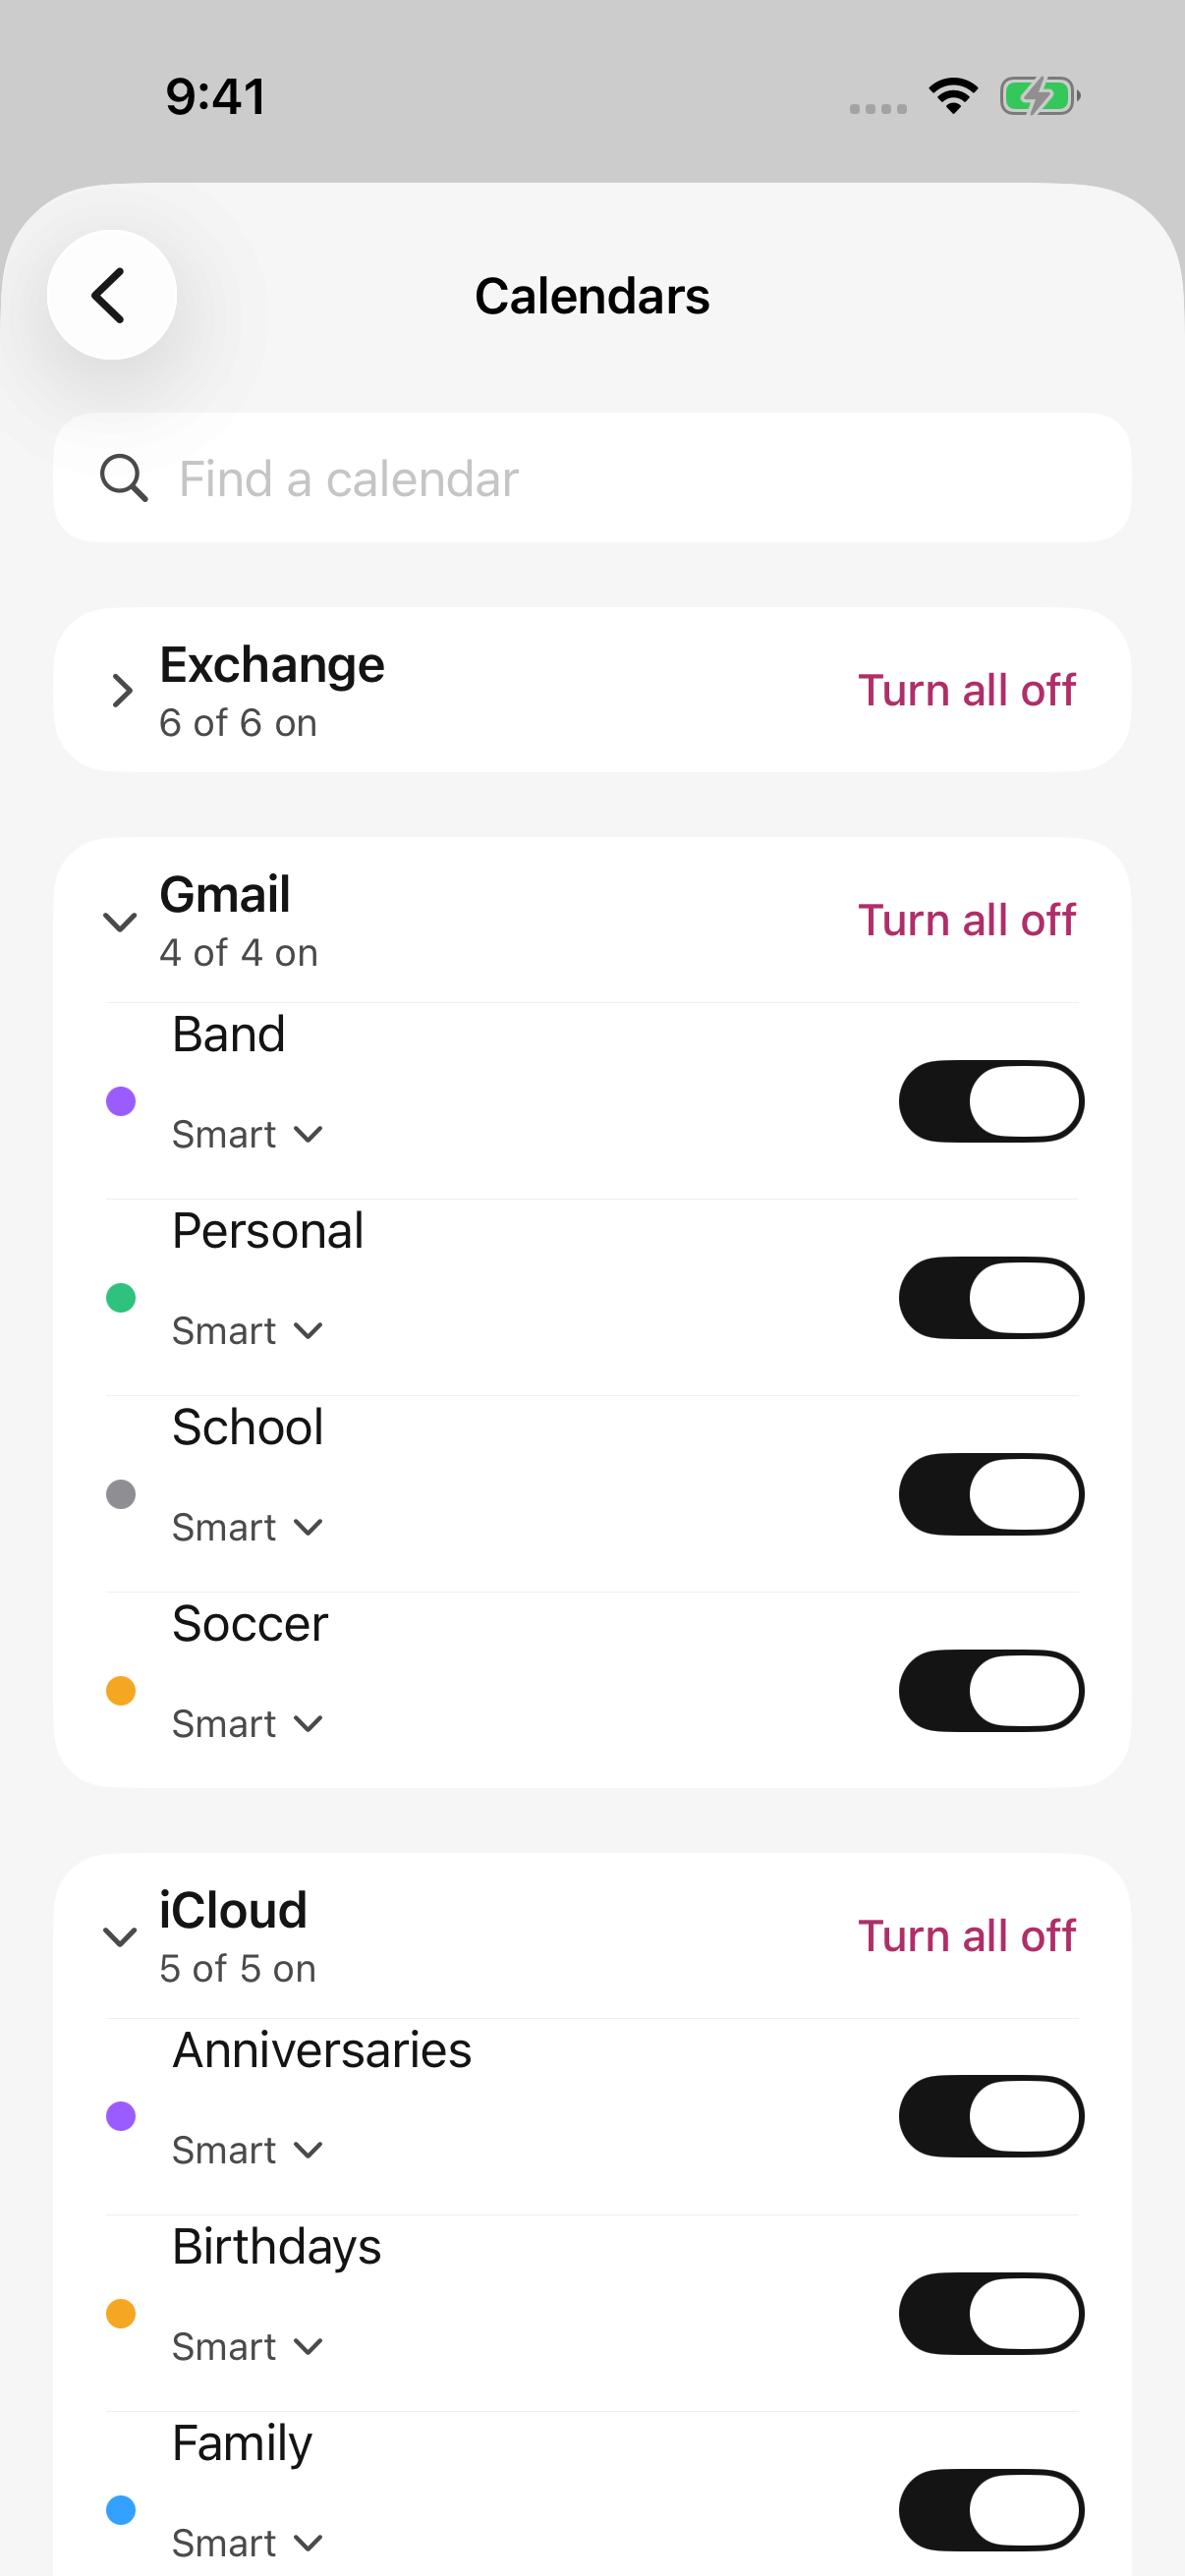 9:41
Calendars
Find a calendar
Exchange
6 of 6 on
Turn all off
Gmail
4 of 4 on
Turn all off
Band
Smart
Personal
Smart
School
Smart
Soccer
Smart
iCloud
5 of 5 on
Turn all off
Anniversaries
Smart
Birthdays
Smart
Family
Smart